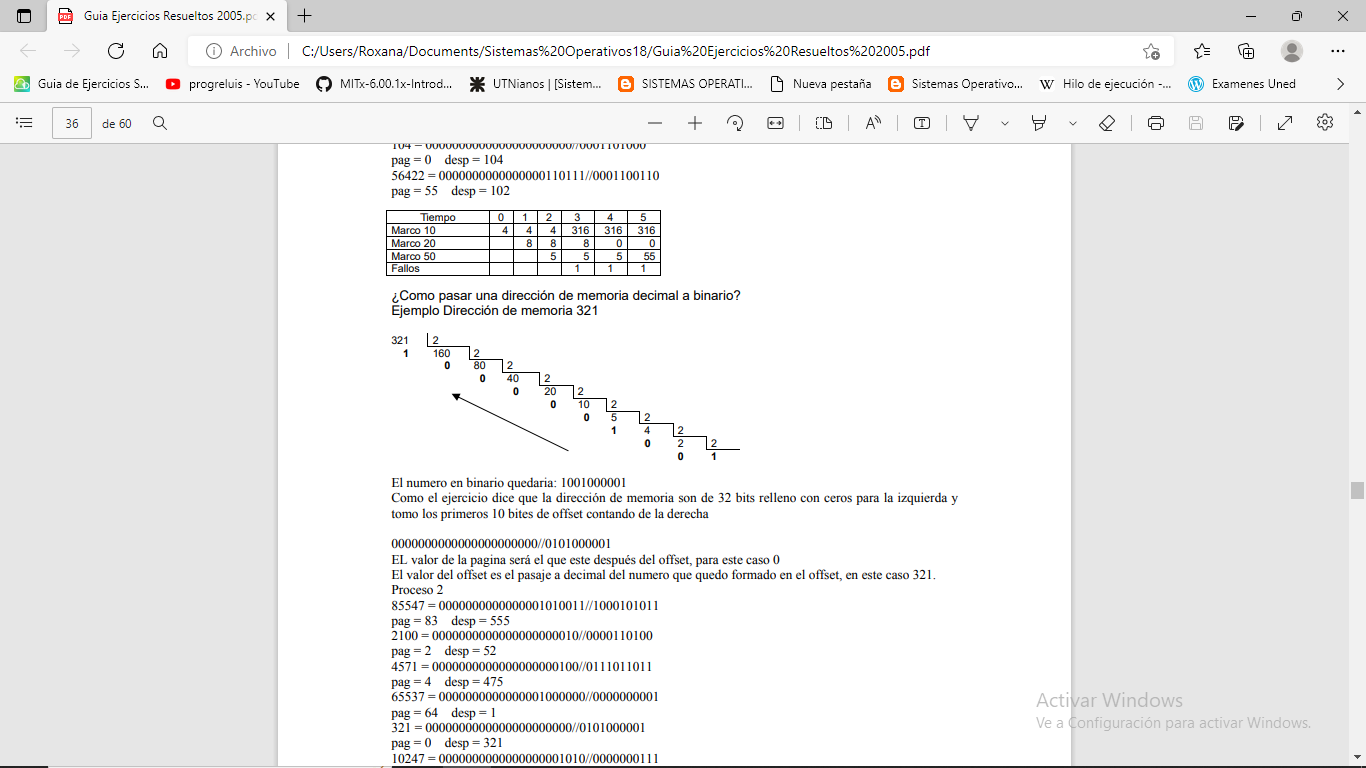 Guia Ejercicios Resueltos 2005.pd
Archivo
C:/Users/Roxana/Documents/Sistemas%20Operativos18/Guia%20Ejercicios%20Resueltos%202005.pdf
Guia de Ejercicios S...
progreluis - YouTube
MITx-6.00.1x-Introd...
UTNianos | [Sistem...
SISTEMAS OPERATI...
Nueva pestaña
Sistemas Operativo...
Hilo de ejecución -...
Examenes Uned
36 de 60
104 = 0000000000000000000000//0001101000
pag = 0 desp = 104
56422 = 0000000000000000110111//0001100110
pag = 55 desp = 102
Tiempo 0 1 2 3 4 5
Marco 10 4 4 4 316 316 316
Marco 20 8 8 8 0 0
Marco 50 5 5 5 55
Fallos 1 1 1
¿Como pasar una dirección de memoria decimal a binario?
Ejemplo Dirección de memoria 321
321 2
1 160 2
0 80 2
0 40 2
0 20 2
0 10 2
0 5 2
1 4 2
0 2 2
0 1
El numero en binario quedaria: 1001000001
Como el ejercicio dice que la dirección de memoria son de 32 bits relleno con ceros para la izquierda y
tomo los primeros 10 bites de offset contando de la derecha
0000000000000000000000//0101000001
EL valor de la pagina será el que este después del offset, para este caso 0
El valor del offset es el pasaje a decimal del numero que quedo formado en el offset, en este caso 321.
Proceso 2
85547 = 0000000000000001010011//1000101011
pag = 83 desp = 555
2100 = 0000000000000000000010//0000110100
pag = 2 desp = 52
4571 = 0000000000000000000100//0111011011
pag = 4 desp = 475
65537 = 0000000000000001000000//0000000001
pag = 64 desp = 1
321 = 0000000000000000000000//0101000001
pag = 0 desp = 321
10247 = 0000000000000000001010//0000000111
Activar Windows
Ve a Configuración para activar Windows.